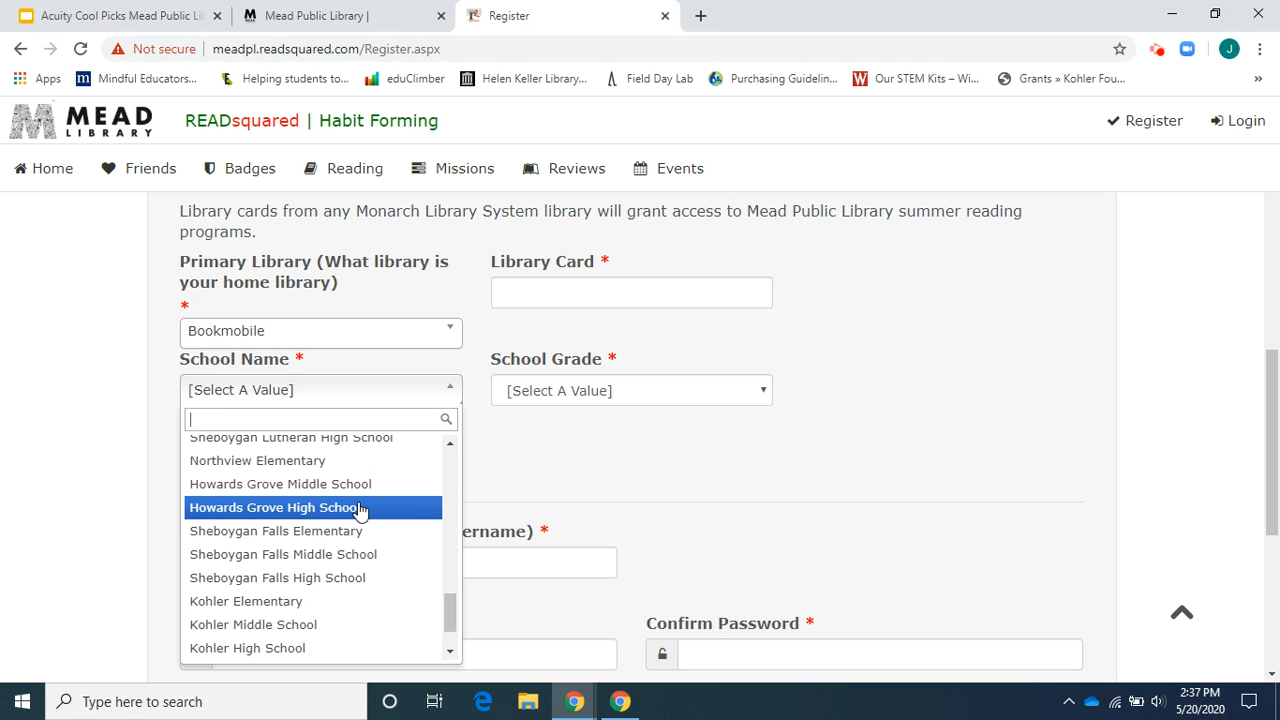 Acuity Cool Picks Mead Public Li
Mead Public Library |
Register
Not secure
meadpl.readsquared.com/Register.aspx
J
Apps
Mindful Educators...
Helping students to...
eduClimber
Helen Keller Library...
Field Day Lab
Purchasing Guidelin...
Our STEM Kits – Wi...
Grants » Kohler Fou...
»
MEAD
LIBRARY
READsquared | Habit Forming
Register
Login
Home
Friends
Badges
Reading
Missions
Reviews
Events
Library cards from any Monarch Library System library will grant access to Mead Public Library summer reading
programs.
Primary Library (What library is
your home library)
*
Library Card *
Bookmobile
School Name *
School Grade *
[Select A Value]
[Select A Value]
Sheboygan Lutheran High School
Northview Elementary
Howards Grove Middle School
Howards Grove High School
Sheboygan Falls Elementary
ername) *
Sheboygan Falls Middle School
Sheboygan Falls High School
Kohler Elementary
Kohler Middle School
Confirm Password *
Kohler High School
Type here to search
2:37 PM
5/20/2020